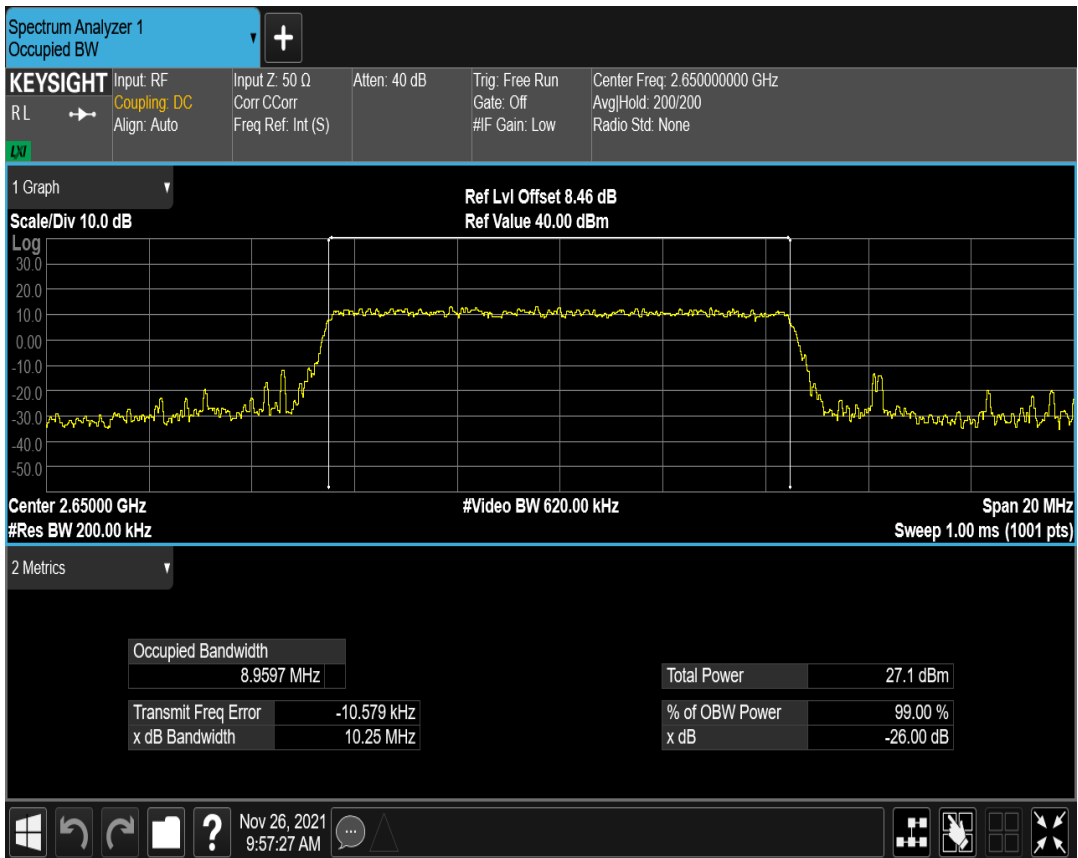 Spectrum Analyzer 1
Occupied BW
KEYSIGHT
R L
LXI
Input: RF
Coupling: DC
Align: Auto
Input Z: 50 Ω
Corr CCorr
Freq Ref: Int (S)
Atten: 40 dB
Trig: Free Run
Gate: Off
#IF Gain: Low
Center Freq: 2.650000000 GHz
Avg|Hold: 200/200
Radio Std: None
1 Graph
Scale/Div 10.0 dB
Ref Lvl Offset 8.46 dB
Ref Value 40.00 dBm
Log
30.0
20.0
10.0
0.00
-10.0
-20.0
-30.0
-40.0
-50.0
Center 2.65000 GHz
#Video BW 620.00 kHz
Span 20 MHz
#Res BW 200.00 kHz
Sweep 1.00 ms (1001 pts)
2 Metrics
Occupied Bandwidth
8.9597 MHz
Total Power 27.1 dBm
Transmit Freq Error -10.579 kHz
% of OBW Power 99.00 %
x dB Bandwidth 10.25 MHz
x dB -26.00 dB
?
Nov 26, 2021
9:57:27 AM